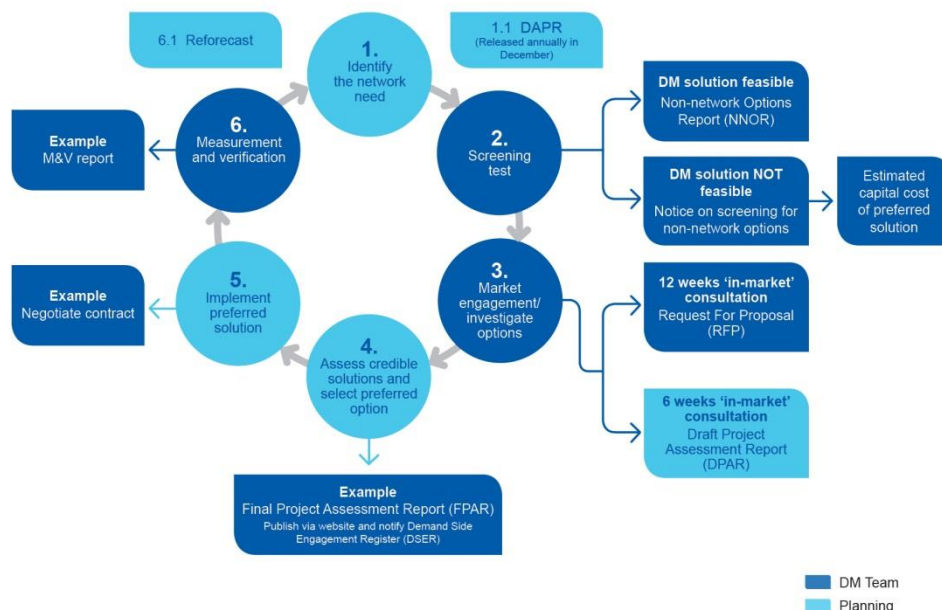 6.1 Reforecast
1.
Identify
the network
need
1.1 DAPR
(Released annually in
December)
2.
Screening
test
DM solution feasible
Non-network Options
Report (NNOR)
DM solution NOT
feasible
Notice on screening for
non-network options
Estimated
capital cost
of preferred
solution
3.
Market
engagement/
investigate
options
12 weeks ‘in-market’
consultation
Request For Proposal
(RFP)
6 weeks ‘in-market’
consultation
Draft Project
Assessment Report
(DPAR)
4.
Assess credible
solutions and
select preferred
option
Example
Final Project Assessment Report (FPAR)
Publish via website and notify Demand Side
Engagement Register (DSER)
5.
Implement
preferred
solution
Example
Negotiate contract
6.
Measurement
and verification
Example
M&V report
DM Team
Planning